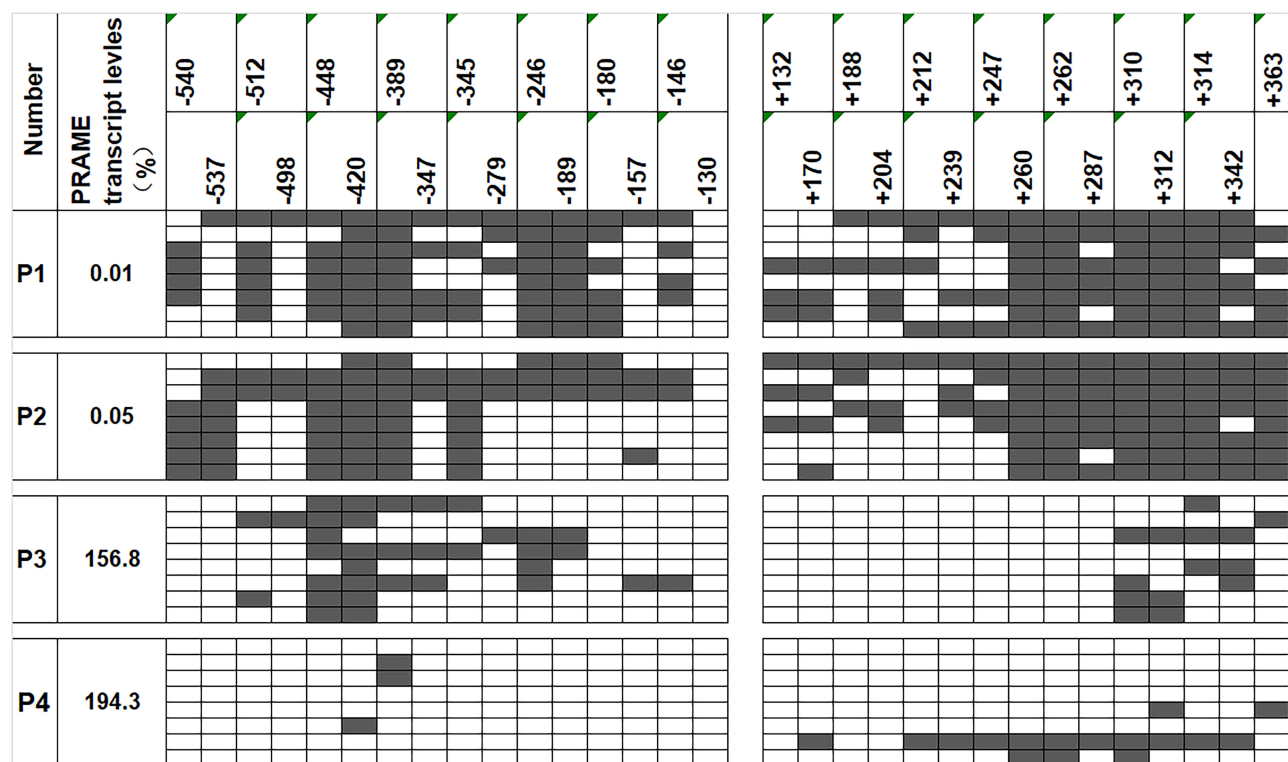 Number
PRAME
transcript levles
（%）
-540 -512 -448 -389 -345 -246 -180 -146 +132 +188 +212 +247 +262 +310 +314 +363
-537 -498 -420 -347 -279 -189 -157 -130 +170 +204 +239 +260 +287 +312 +342
P1 0.01
P2 0.05
P3 156.8
P4 194.3